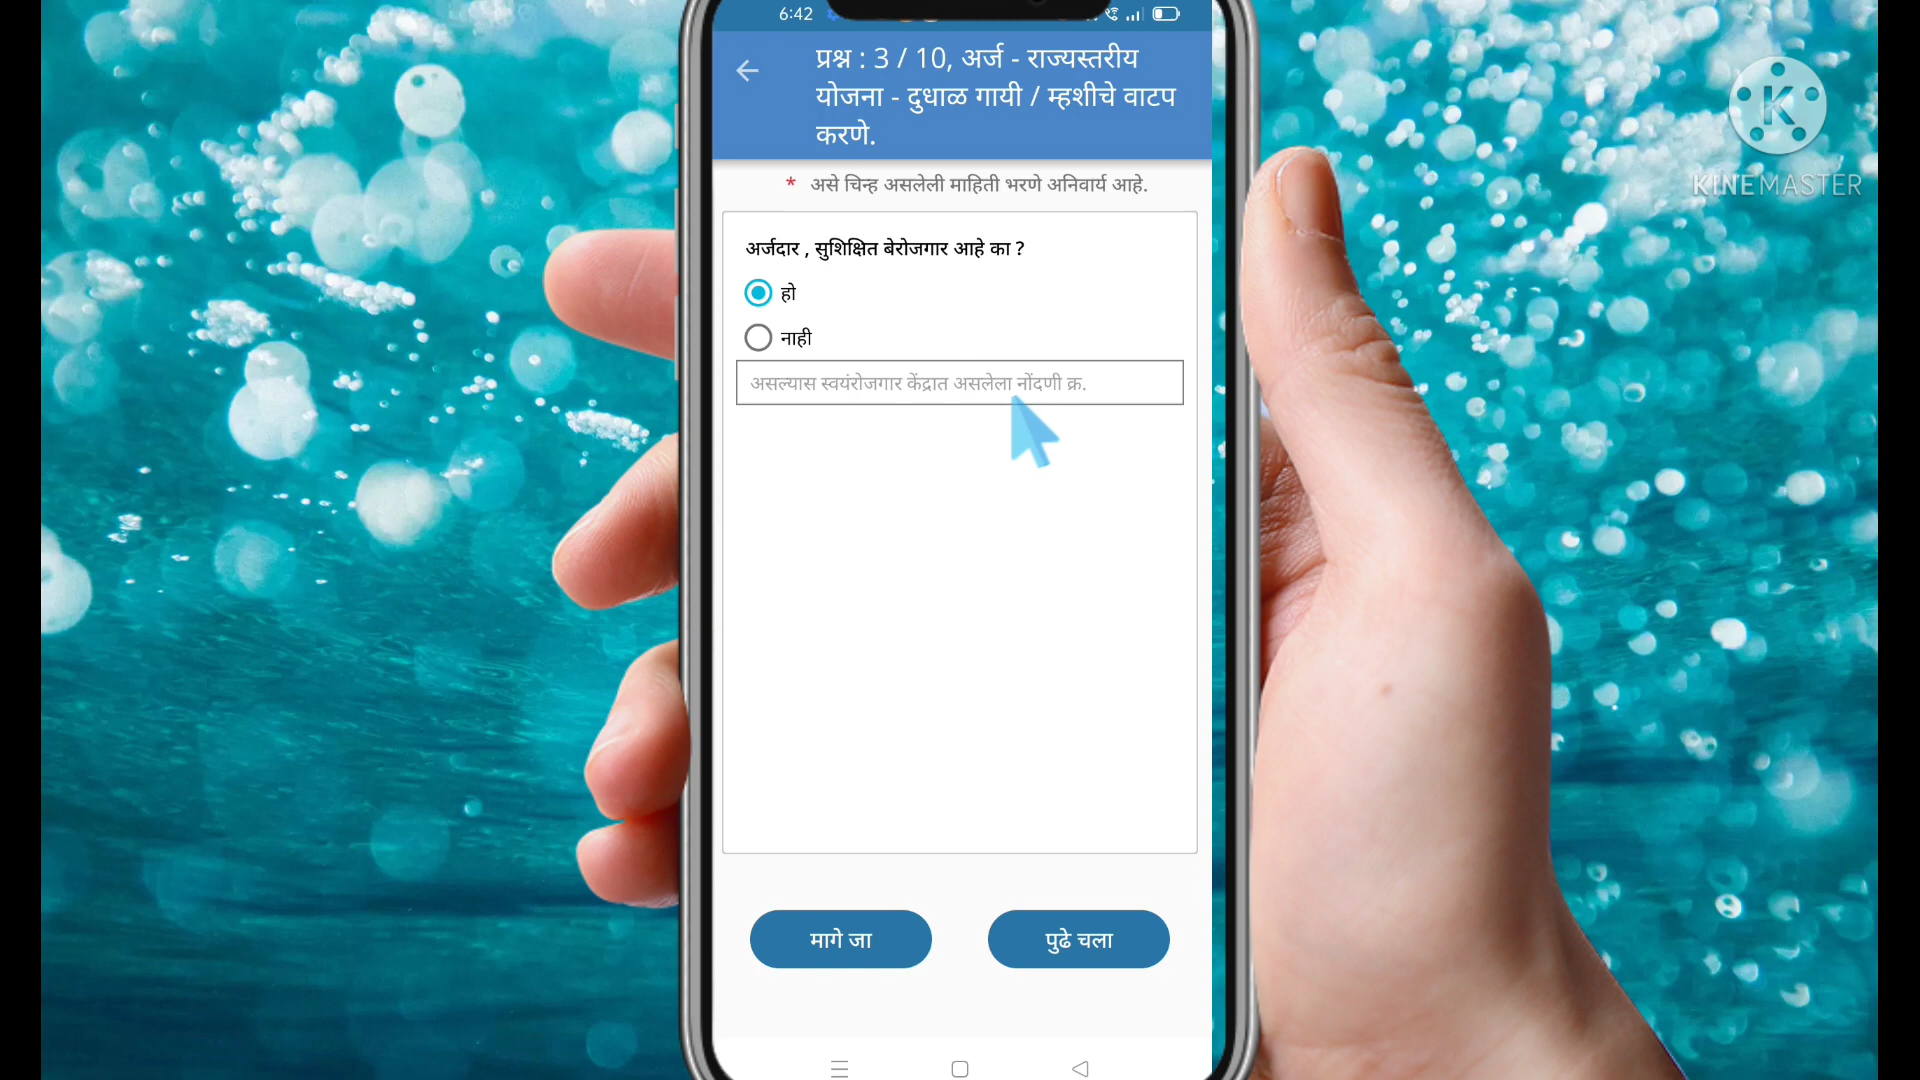 6:42
प्रश्न : 3 / 10, अर्ज - राज्यस्तरीय
योजना - दुधाळ गायी / म्हशीचे वाटप
करणे.
* असे चिन्ह असलेली माहिती भरणे अनिवार्य आहे.
अर्जदार , सुशिक्षित बेरोजगार आहे का ?
हो
नाही
असल्यास स्वयंरोजगार केंद्रात असलेला नोंदणी क्र.
मागे जा
पुढे चला
K
KINEMASTER